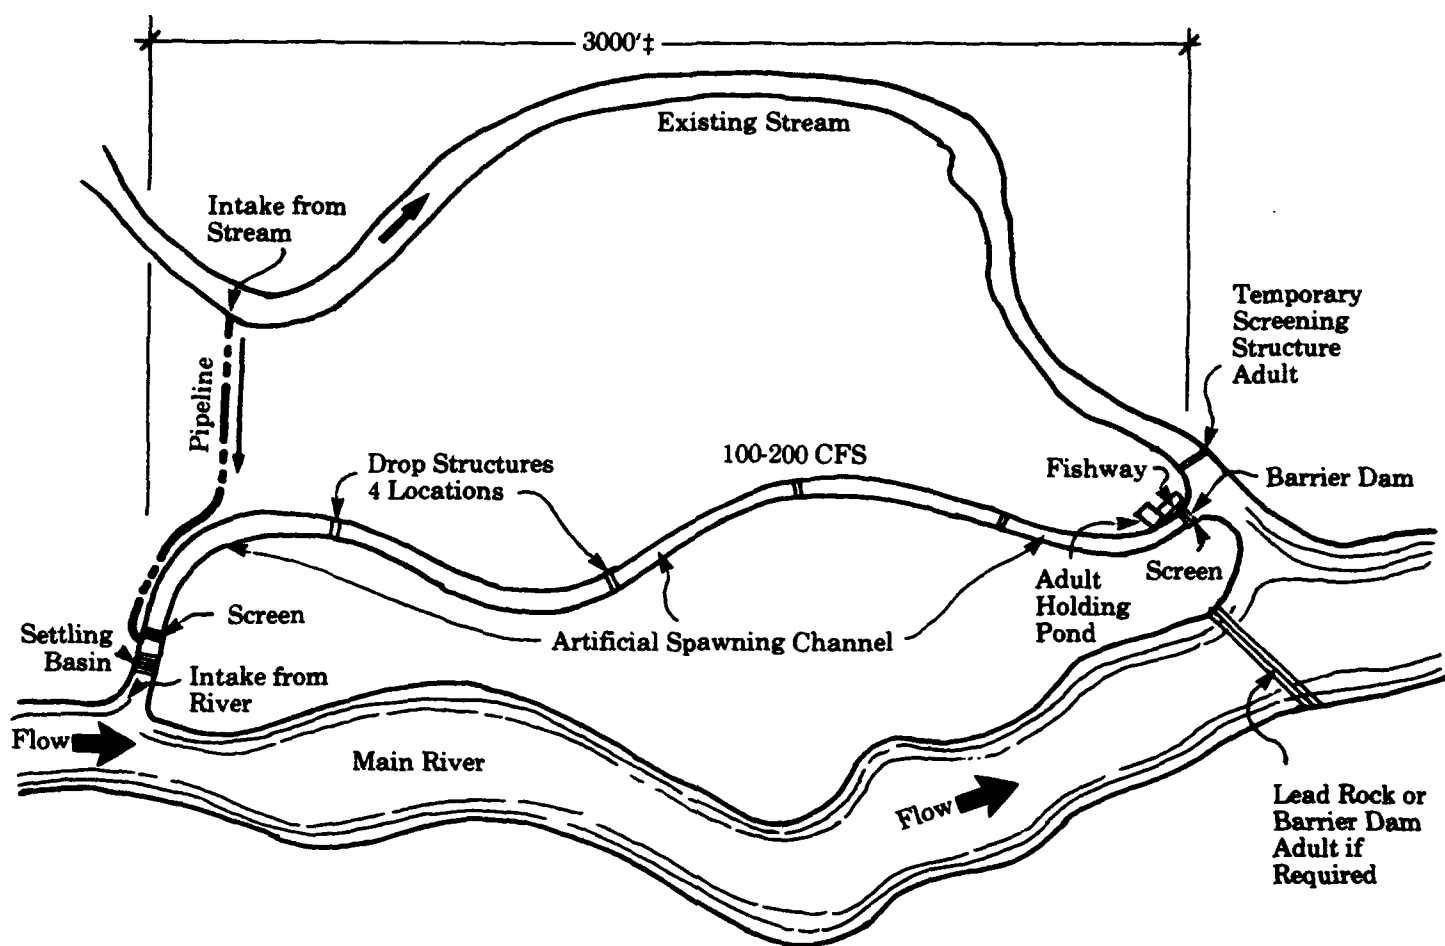 3000'‡
Existing Stream
Intake from
Stream
Pipeline
Temporary
Screening
Structure
Adult
Drop Structures
4 Locations
100-200 CFS
Fishway
Barrier Dam
Adult
Holding
Pond
Screen
Screen
Settling
Basin
Artificial Spawning Channel
Intake from
River
Flow
Main River
Flow
Lead Rock or
Barrier Dam
Adult if
Required